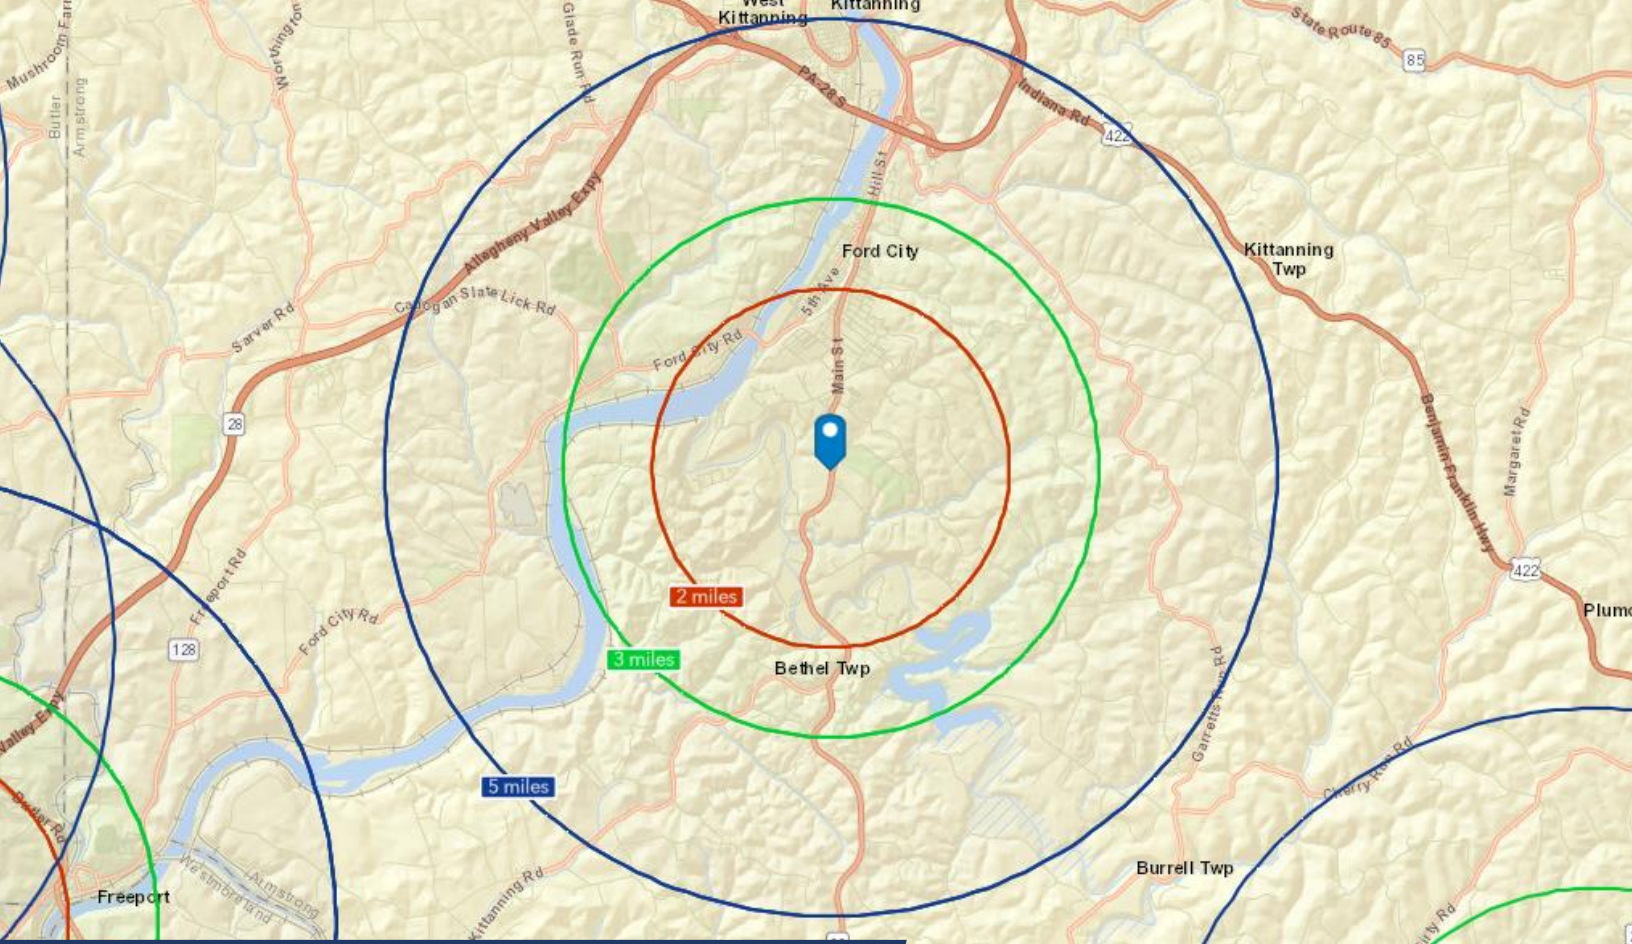 West
Kittanning
Kittanning
Glade Run Rd
Worthington
Mushroom Farm
Butler
Armstrong
State Route 85
85
PA-28 S
Indiana Rd
422
Hill St
Allegheny Valley Expy
Ford City
Kittanning
Twp
5th Ave
Cadogan Slate Lick Rd
Sarver Rd
Ford City Rd
Main St
28
Benjamin Franklin Hwy
Margaret Rd
422
Freeport Rd
Ford City Rd
2 miles
128
3 miles
Bethel Twp
Garretts Run Rd
Valley Expy
5 miles
Cherry Run Rd
Butler Rd
Burrell Twp
Freeport
Westmoreland
Armstrong
Kittanning Rd